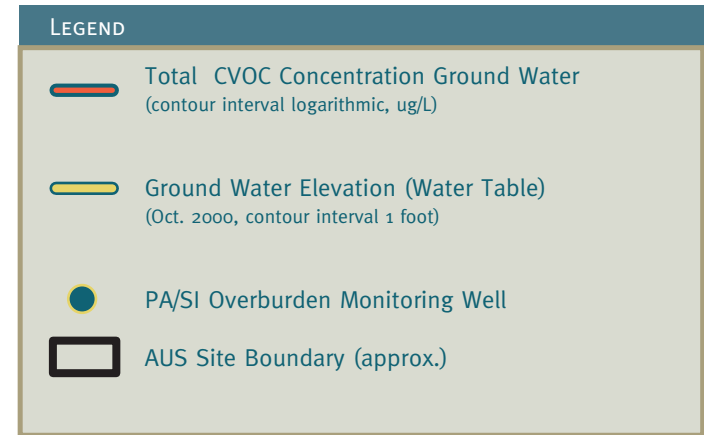 Legend
Total CVOC Concentration Ground Water
(contour interval logarithmic, ug/L)
Ground Water Elevation (Water Table)
(Oct. 2000, contour interval 1 foot)
PA/SI Overburden Monitoring Well
AUS Site Boundary (approx.)